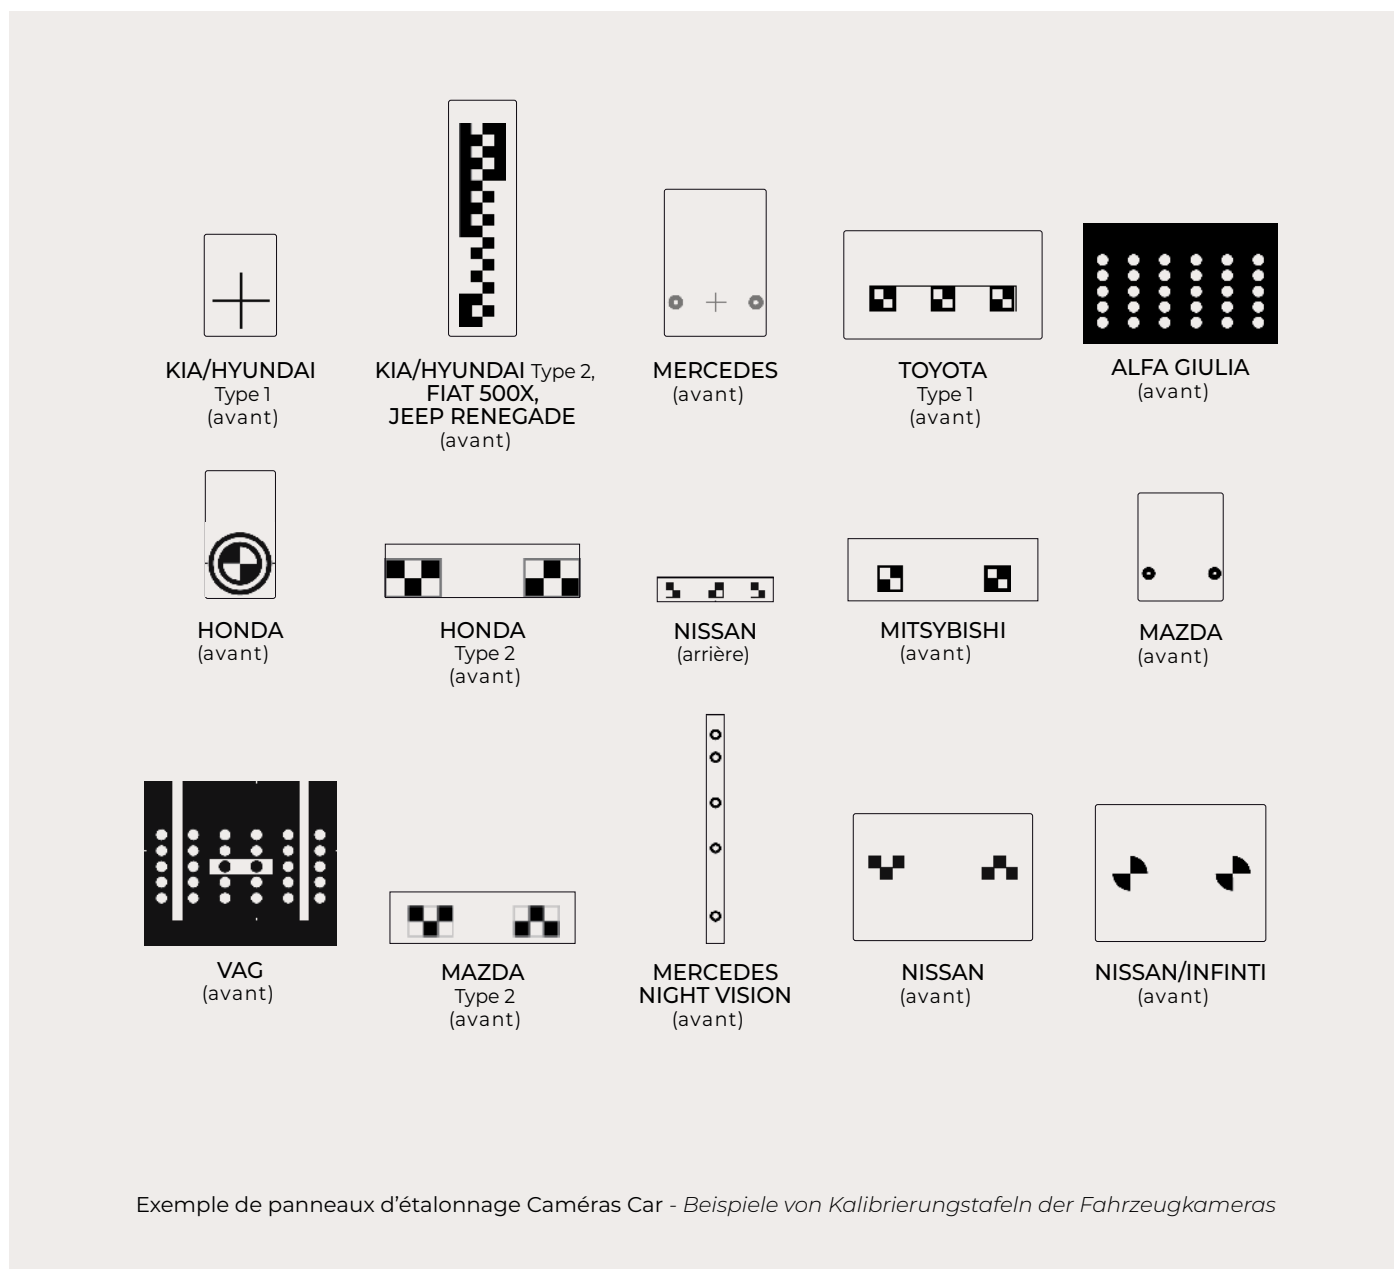 KIA/HYUNDAI
Type 1
(avant)
KIA/HYUNDAI Type 2,
FIAT 500X,
JEEP RENEGADE
(avant)
MERCEDES
(avant)
TOYOTA
Type 1
(avant)
ALFA GIULIA
(avant)
HONDA
(avant)
HONDA
Type 2
(avant)
NISSAN
(arrière)
MITSYBISHI
(avant)
MAZDA
(avant)
VAG
(avant)
MAZDA
Type 2
(avant)
MERCEDES
NIGHT VISION
(avant)
NISSAN
(avant)
NISSAN/INFINTI
(avant)
Exemple de panneaux d'étalonnage Caméras Car - Beispiele von Kalibrierungstafeln der Fahrzeugkameras